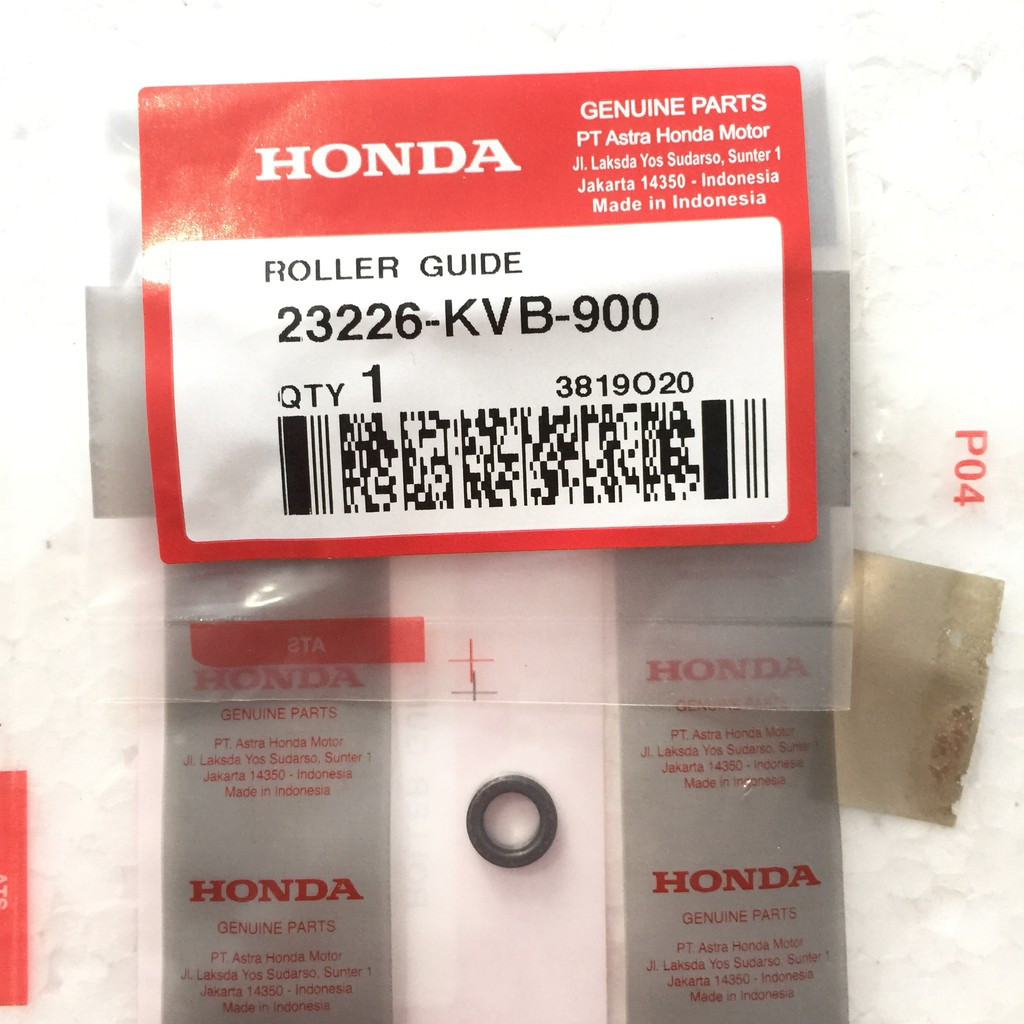 HONDA
GENUINE PARTS
PT Astra Honda Motor
Jl. Laksda Yos Sudarso, Sunter 1
Jakarta 14350 - Indonesia
Made in Indonesia
ROLLER GUIDE
23226-KVB-900
QTY 1
3819O20
P04
ATS
HONDA
GENUINE PARTS
PT. Astra Honda Motor
Jl. Laksda Yos Sudarso, Sunter 1
Jakarta 14350 - Indonesia
Made in Indonesia
HONDA
GENUINE PARTS
PT. Astra Honda Motor
Jl. Laksda Yos Sudarso, Sunter 1
Jakarta 14350 - Indonesia
Made in Indonesia
ATS
HONDA
GENUINE PARTS
PT. Astra Honda Motor
Jl. Laksda Yos Sudarso, Sunter 1
Jakarta 14350 - Indonesia
Made in Indonesia
HONDA
GENUINE PARTS
PT. Astra Honda Motor
Jl. Laksda Yos Sudarso, Sunter 1
Jakarta 14350 - Indonesia
Made in Indonesia